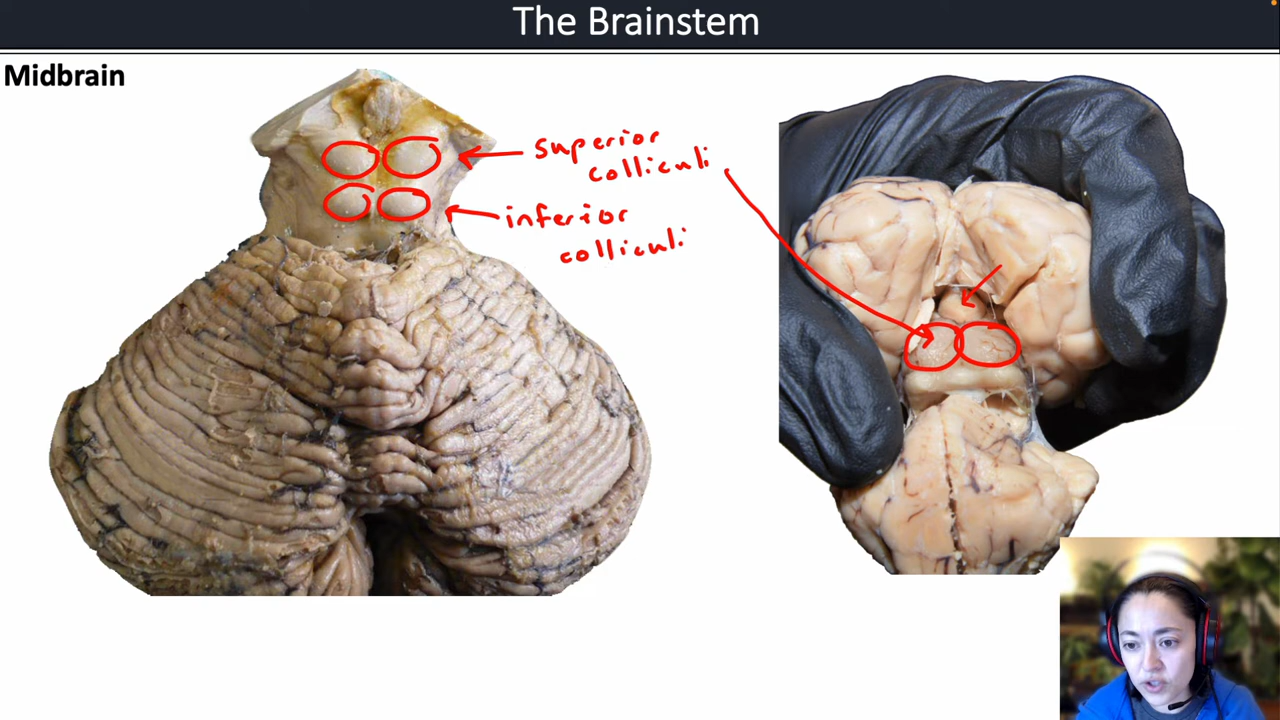 The Brainstem
Midbrain
superior
colliculi
inferior
colliculi